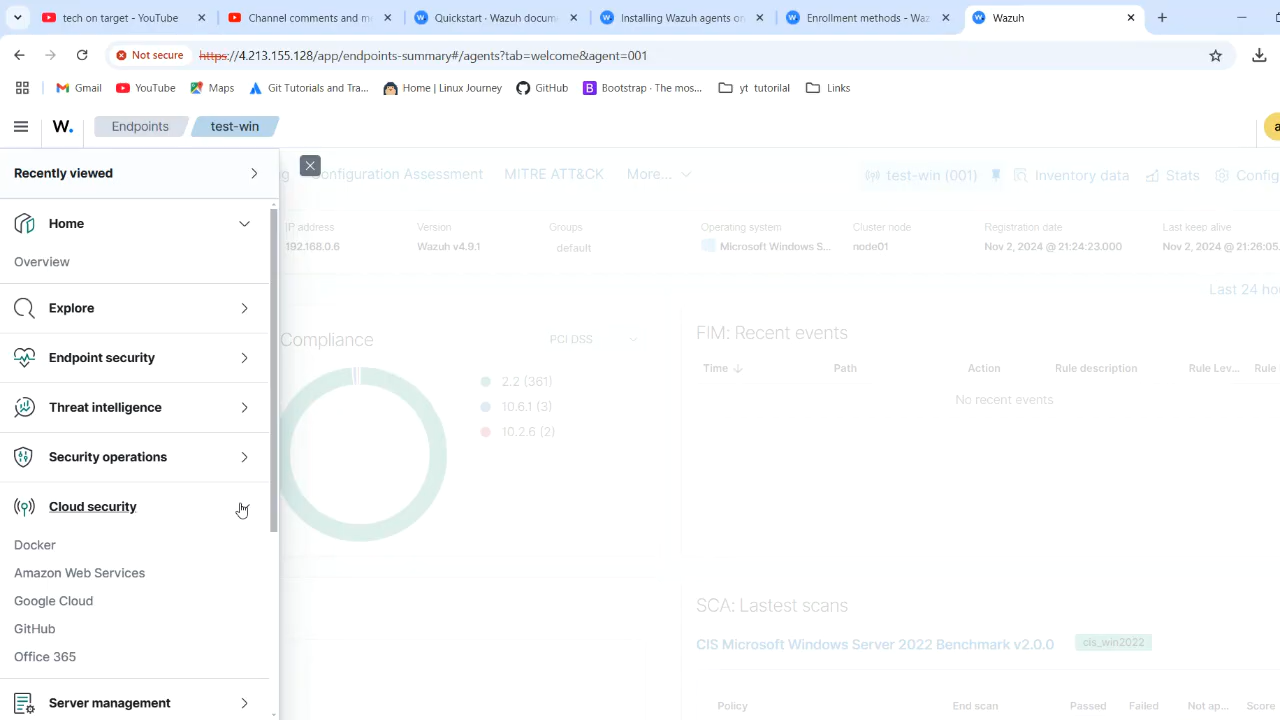 tech on target - YouTube
Channel comments and m
Quickstart - Wazuh docum
Installing Wazuh agents on
Enrollment methods - Waz
Wazuh
Not secure
https://4.213.155.128/app/endpoints-summary#/agents?tab=welcome&agent=001
Gmail
YouTube
Maps
Git Tutorials and Tra...
Home | Linux Journey
GitHub
Bootstrap · The mos...
yt tutorilal
Links
W.
Endpoints
test-win
a
Recently viewed
Home
Overview
Explore
Endpoint security
Threat intelligence
Security operations
Cloud security
Docker
Amazon Web Services
Google Cloud
GitHub
Office 365
Server management
Configuration Assessment
MITRE ATT&CK
More...
test-win (001)
Inventory data
Stats
Config
IP address
Version
Groups
Operating system
Cluster node
Registration date
Last keep alive
192.168.0.6
Wazuh v4.9.1
default
Microsoft Windows S...
node01
Nov 2, 2024 @ 21:24:23.000
Nov 2, 2024 @ 21:26:05.
Last 24 ho
Compliance
PCI DSS
2.2 (361)
10.6.1 (3)
10.2.6 (2)
FIM: Recent events
Time
Path
Action
Rule description
Rule Lev...
Rule
No recent events
SCA: Lastest scans
CIS Microsoft Windows Server 2022 Benchmark v2.0.0
cis_win2022
Policy
End scan
Passed
Failed
Not ap...
Score